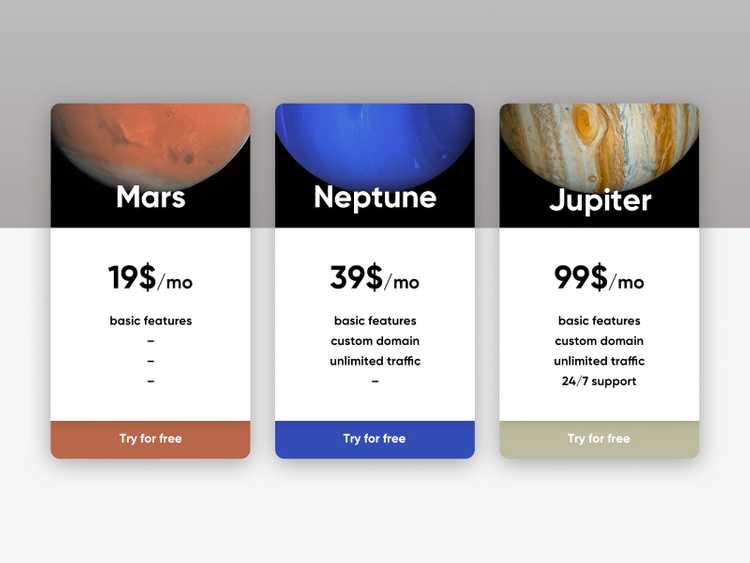 Mars
19$/mo
basic features
–
–
–
Try for free
Neptune
39$/mo
basic features
custom domain
unlimited traffic
–
Try for free
Jupiter
99$/mo
basic features
custom domain
unlimited traffic
24/7 support
Try for free